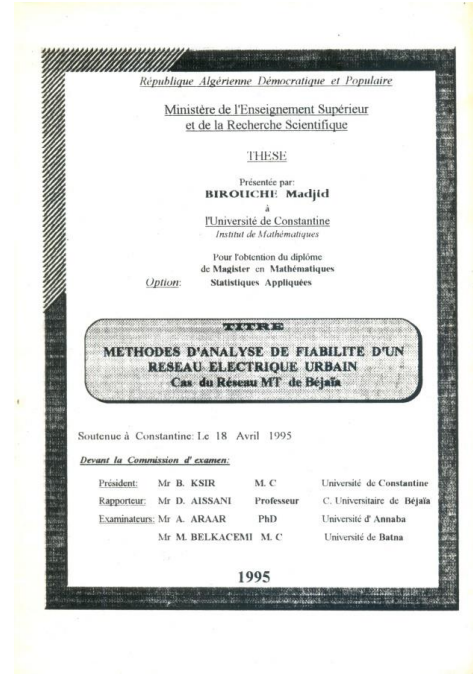 République Algérienne Démocratique et Populaire
Ministère de l'Enseignement Supérieur
et de la Recherche Scientifique
THESE
Présentée par:
BIROUCHE Madjid
à
l'Université de Constantine
Institut de Mathématiques
Pour l'obtention du diplôme
de Magister en Mathématiques
Option: Statistiques Appliquées
TITRE
METHODES D'ANALYSE DE FIABILITE D'UN
RESEAU ELECTRIQUE URBAIN
Cas du Réseau MT de Béjaïa
Soutenue à Constantine: Le 18 Avril 1995
Devant la Commission d'examen:
Président: Mr B. KSIR M. C Université de Constantine
Rapporteur: Mr D. AISSANI Professeur C. Universitaire de Béjaïa
Examinateurs: Mr A. ARAAR PhD Université d'Annaba
Mr M. BELKACEMI M. C Université de Batna
1995